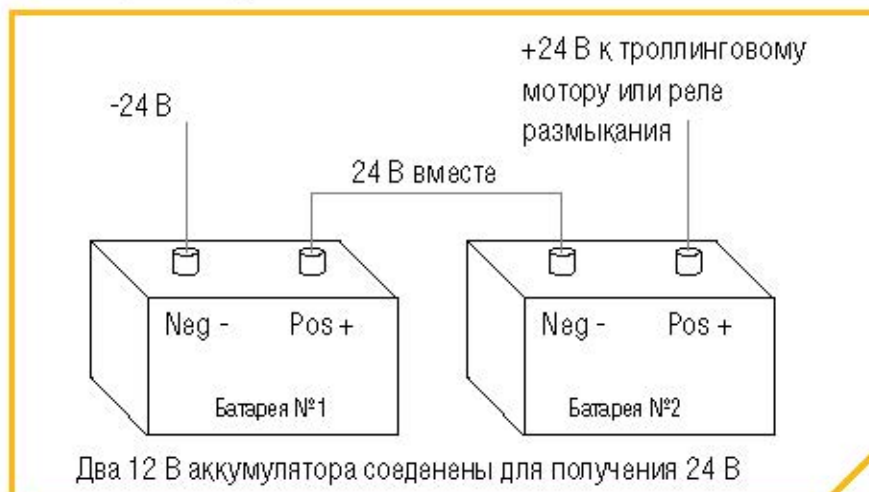 +24 В к троллинговому
мотору или реле
размыкания
-24 В
24 В вместе
Neg - Pos +
Батарея №1
Neg - Pos +
Батарея №2
Два 12 В аккумулятора соеденены для получения 24 В